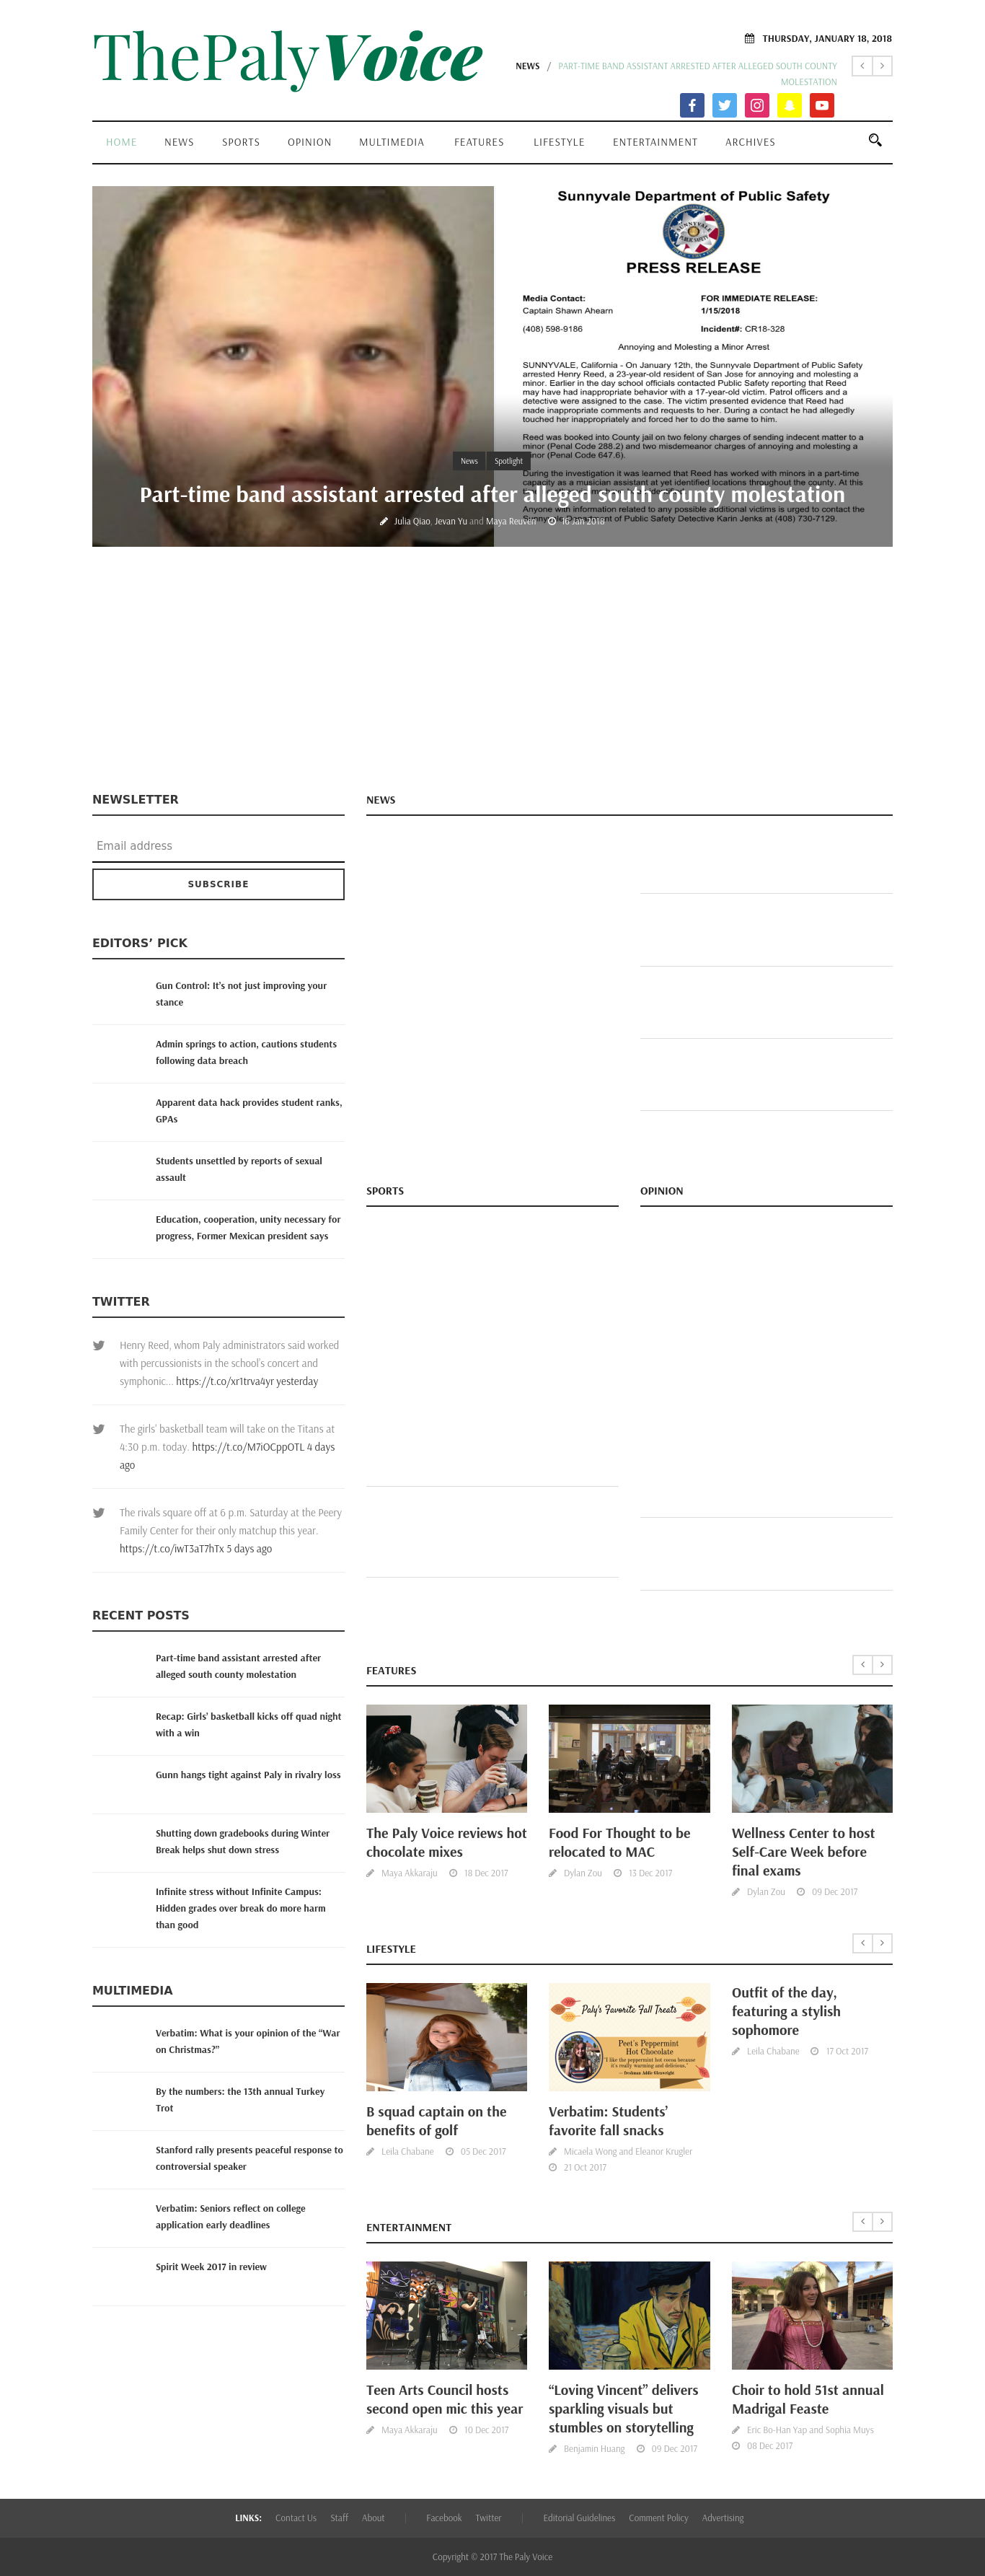 ThePalyVoice
THURSDAY, JANUARY 18, 2018
NEWS / PART-TIME BAND ASSISTANT ARRESTED AFTER ALLEGED SOUTH COUNTY
MOLESTATION
HOME NEWS SPORTS OPINION MULTIMEDIA FEATURES LIFESTYLE ENTERTAINMENT ARCHIVES
Sunnyvale Department of Public Safety
PRESS RELEASE
Media Contact:
Captain Shawn Ahearn
(408) 598-9186
FOR IMMEDIATE RELEASE:
1/15/2018
Incident#: CR18-328
Annoying and Molesting a Minor Arrest
SUNNYVALE, California - On January 12th, the Sunnyvale Department of Public Safety
arrested Henry Reed, a 23-year-old resident of San Jose for annoying and molesting a
minor. Earlier in the day school officials contacted Public Safety reporting that Reed
may have had inappropriate behavior with a 17-year-old victim. Patrol officers and a
detective were assigned to the case. The victim presented evidence that Reed had
made inappropriate comments and requests to her. During a contact he had allegedly
touched her inappropriately and forced her to do the same to him.
Reed was booked into County jail on two felony charges of sending indecent matter to a
minor (Penal Code 288.2) and two misdemeanor charges of annoying and molesting a
minor (Penal Code 647.6).
During the investigation it was learned that Reed has worked with minors in a part-time
capacity as a musician assistant at yet identified locations throughout the county. At this
Anyone with information related to any possible victims is urged to contact the
Sunnyvale Department of Public Safety Detective Karin Jenks at (408) 730-7129.
News Spotlight
Part-time band assistant arrested after alleged south county molestation
Julia Qiao, Jevan Yu and Maya Reuven 16 Jan 2018
NEWSLETTER
Email address
SUBSCRIBE
EDITORS’ PICK
Gun Control: It’s not just improving your
stance
Admin springs to action, cautions students
following data breach
Apparent data hack provides student ranks,
GPAs
Students unsettled by reports of sexual
assault
Education, cooperation, unity necessary for
progress, Former Mexican president says
TWITTER
Henry Reed, whom Paly administrators said worked
with percussionists in the school's concert and
symphonic... https://t.co/xr1trva4yr yesterday
The girls' basketball team will take on the Titans at
4:30 p.m. today. https://t.co/M7iOCppOTL 4 days
ago
The rivals square off at 6 p.m. Saturday at the Peery
Family Center for their only matchup this year.
https://t.co/iwT3aT7hTx 5 days ago
RECENT POSTS
Part-time band assistant arrested after
alleged south county molestation
Recap: Girls’ basketball kicks off quad night
with a win
Gunn hangs tight against Paly in rivalry loss
Shutting down gradebooks during Winter
Break helps shut down stress
Infinite stress without Infinite Campus:
Hidden grades over break do more harm
than good
MULTIMEDIA
Verbatim: What is your opinion of the “War
on Christmas?”
By the numbers: the 13th annual Turkey
Trot
Stanford rally presents peaceful response to
controversial speaker
Verbatim: Seniors reflect on college
application early deadlines
Spirit Week 2017 in review
NEWS
SPORTS
OPINION
FEATURES
The Paly Voice reviews hot
chocolate mixes
Maya Akkaraju 18 Dec 2017
Food For Thought to be
relocated to MAC
Dylan Zou 13 Dec 2017
Wellness Center to host
Self-Care Week before
final exams
Dylan Zou 09 Dec 2017
LIFESTYLE
B squad captain on the
benefits of golf
Leila Chabane 05 Dec 2017
Paly's Favorite Fall Treats
Peet's Peppermint
Hot Chocolate
Verbatim: Students’
favorite fall snacks
Micaela Wong and Eleanor Krugler
21 Oct 2017
Outfit of the day,
featuring a stylish
sophomore
Leila Chabane 17 Oct 2017
ENTERTAINMENT
Teen Arts Council hosts
second open mic this year
Maya Akkaraju 10 Dec 2017
“Loving Vincent” delivers
sparkling visuals but
stumbles on storytelling
Benjamin Huang 09 Dec 2017
Choir to hold 51st annual
Madrigal Feaste
Eric Bo-Han Yap and Sophia Muys
08 Dec 2017
LINKS: Contact Us Staff About | Facebook Twitter | Editorial Guidelines Comment Policy Advertising
Copyright © 2017 The Paly Voice